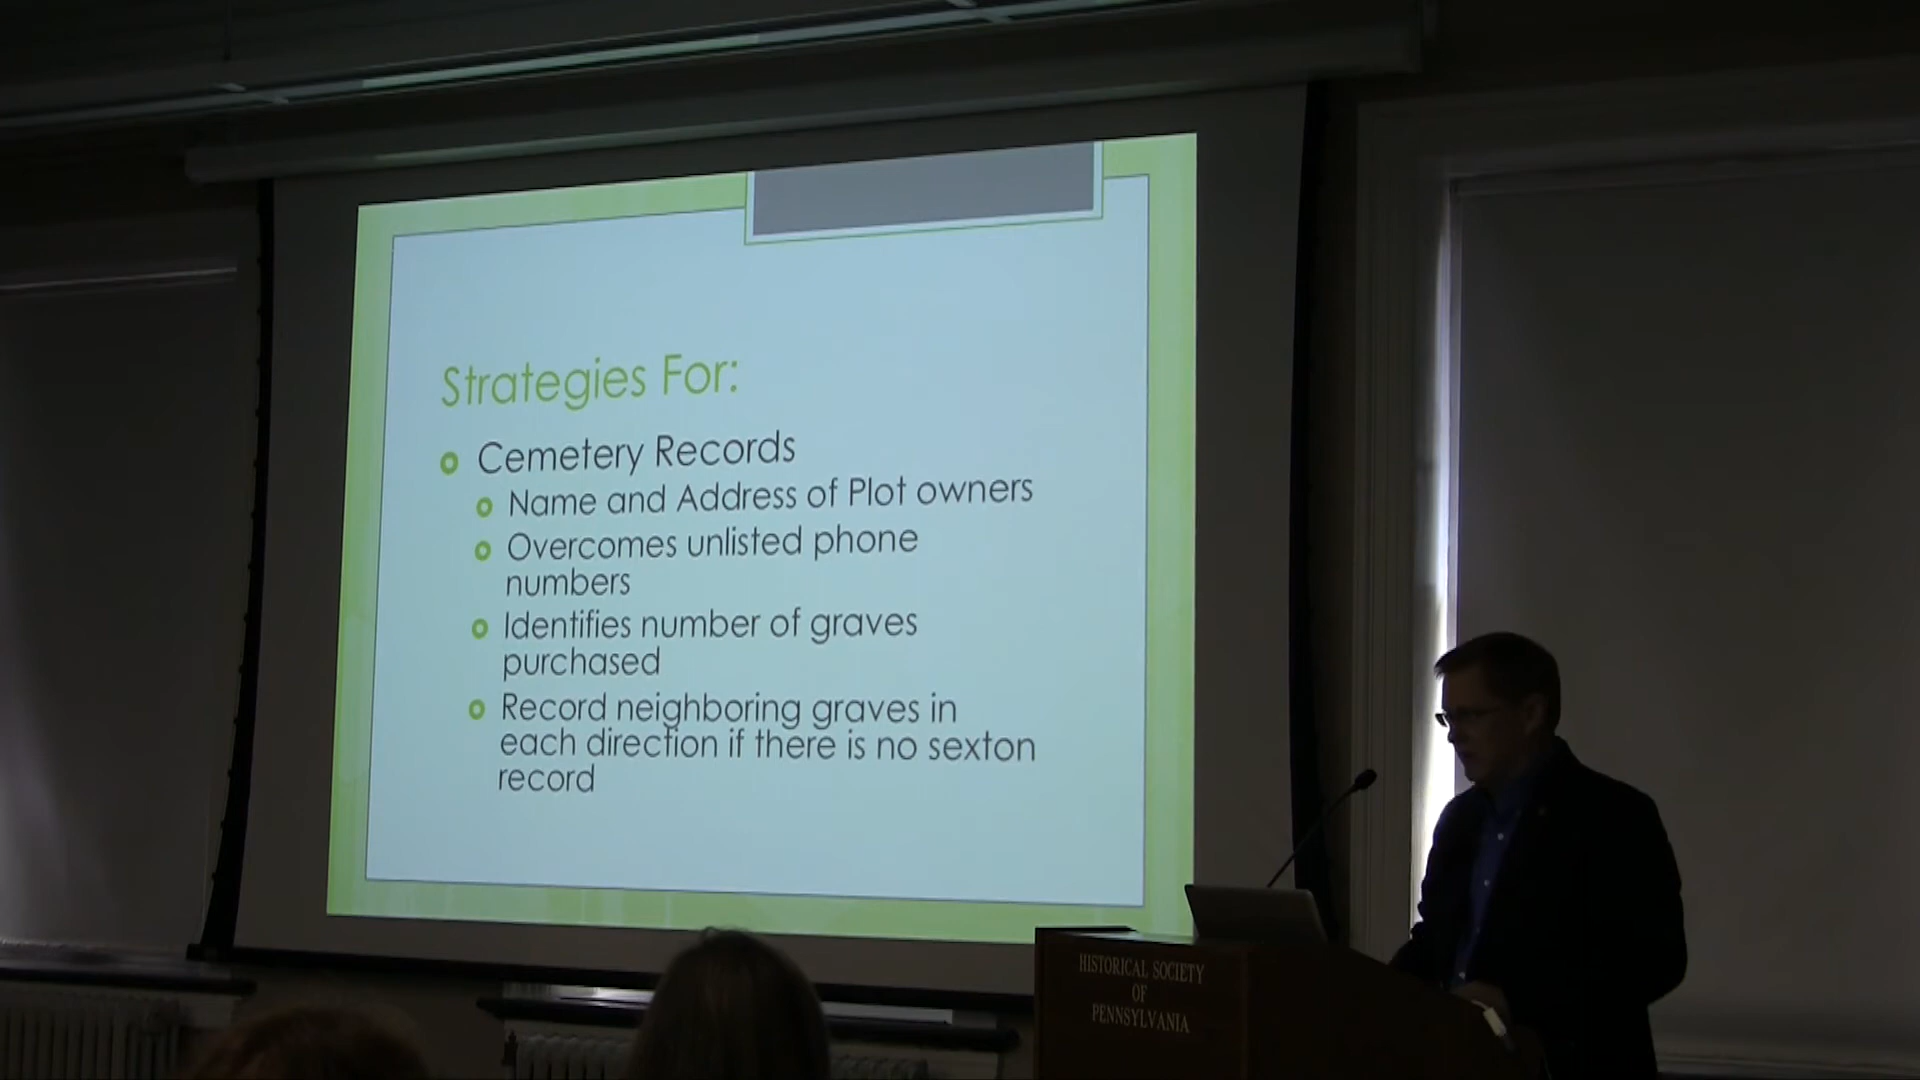 Strategies For:
Cemetery Records
Name and Address of Plot owners
Overcomes unlisted phone
numbers
Identifies number of graves
purchased
Record neighboring graves in
each direction if there is no sexton
record
HISTORICAL SOCIETY
OF
PENNSYLVANIA